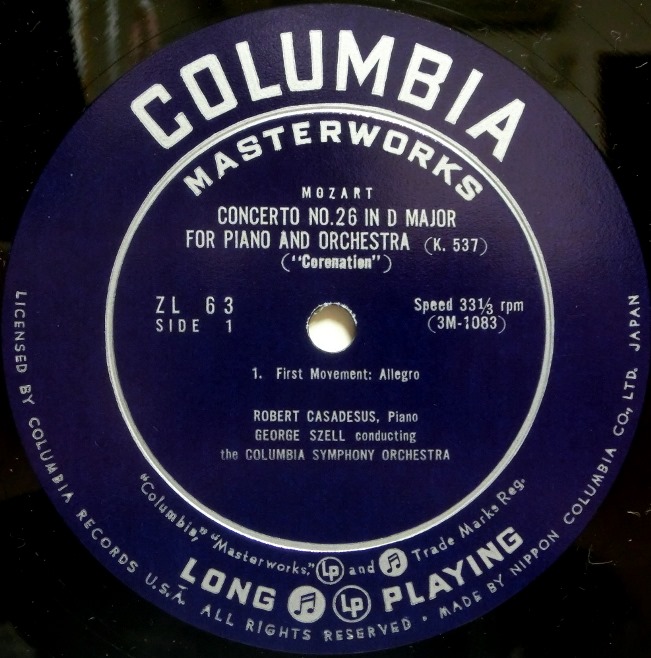 COLUMBIA
MASTERWORKS
MOZART
CONCERTO NO.26 IN D MAJOR
FOR PIANO AND ORCHESTRA (K. 537)
("Coronation")
ZL 63
SIDE 1
Speed 33⅓ rpm
(3M-1083)
1. First Movement: Allegro
ROBERT CASADESUS, Piano
GEORGE SZELL conducting
the COLUMBIA SYMPHONY ORCHESTRA
"Columbia," "Masterworks," Lp and Trade Marks Reg.
LONG Lp PLAYING
LICENSED BY COLUMBIA RECORDS U.S.A. ALL RIGHTS RESERVED • MADE BY NIPPON COLUMBIA CO., LTD. JAPAN